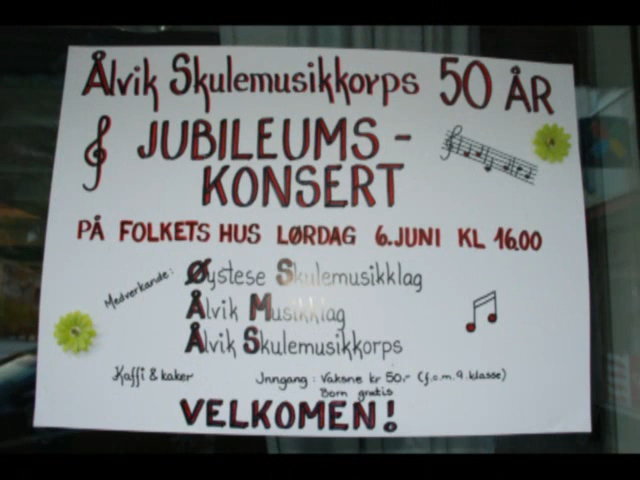 Ålvik Skulemusikkorps 50 ÅR
JUBILEUMS-
KONSERT
PÅ FOLKETS HUS LØRDAG 6.JUNI KL 16.00
Medverkande:
Øystese Skulemusikklag
Ålvik Musikklag
Ålvik Skulemusikkorps
Kaffi & kaker
Inngang: Vaksne kr 50.- (f.o.m. 9. klasse)
Born gratis
VELKOMEN!